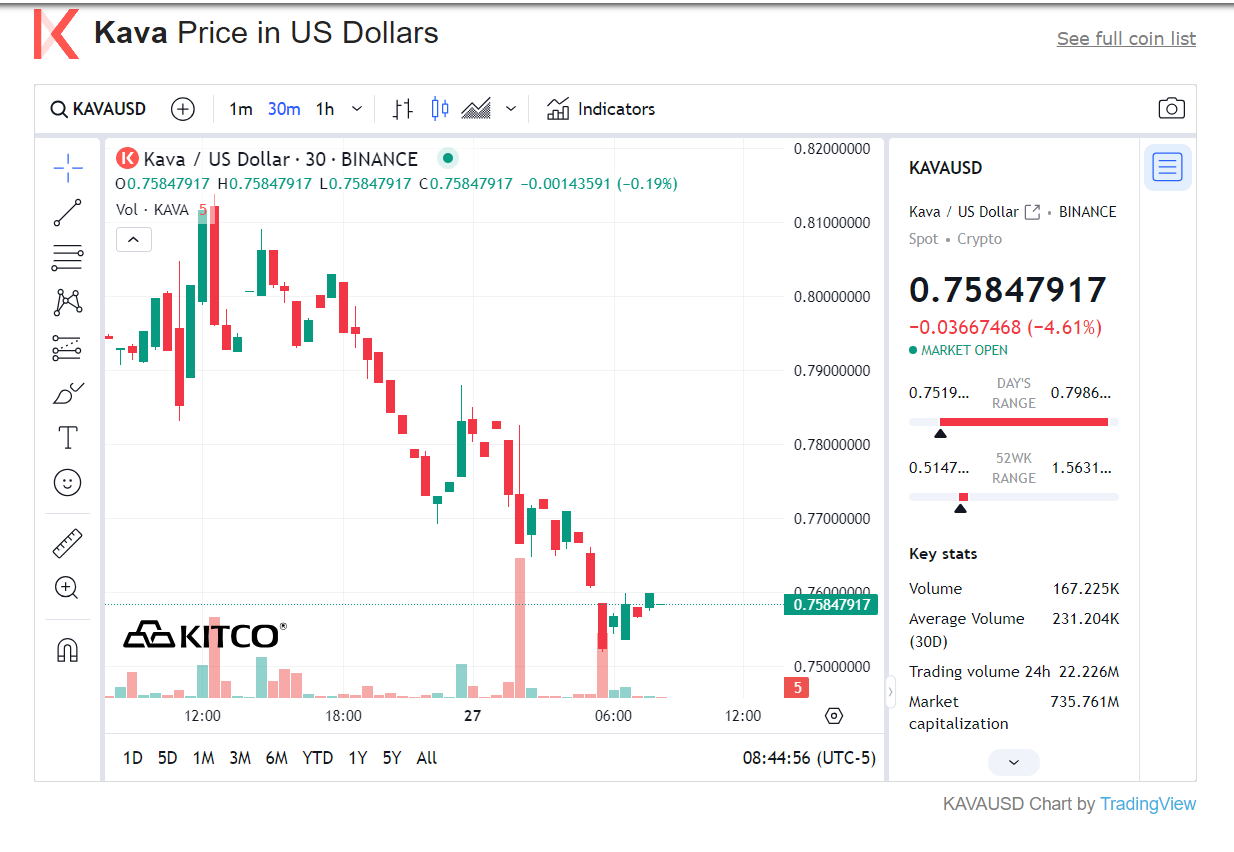 Kava Price in US Dollars
See full coin list
KAVAUSD 1m 30m 1h Indicators
Kava / US Dollar · 30 · BINANCE
O0.75847917 H0.75847917 L0.75847917 C0.75847917 −0.00143591 (−0.19%)
Vol · KAVA 5
0.82000000
0.81000000
0.80000000
0.79000000
0.78000000
0.77000000
0.76000000
0.75847917
0.75000000
5
KITCO®
12:00 18:00 27 06:00 12:00
1D 5D 1M 3M 6M YTD 1Y 5Y All 08:44:56 (UTC-5)
KAVAUSD
Kava / US Dollar • BINANCE
Spot • Crypto
0.75847917
−0.03667468 (−4.61%)
MARKET OPEN
0.7519... DAY'S RANGE 0.7986...
0.5147... 52WK RANGE 1.5631...
Key stats
Volume 167.225K
Average Volume 231.204K
(30D)
Trading volume 24h 22.226M
Market 735.761M
capitalization
KAVAUSD Chart by TradingView